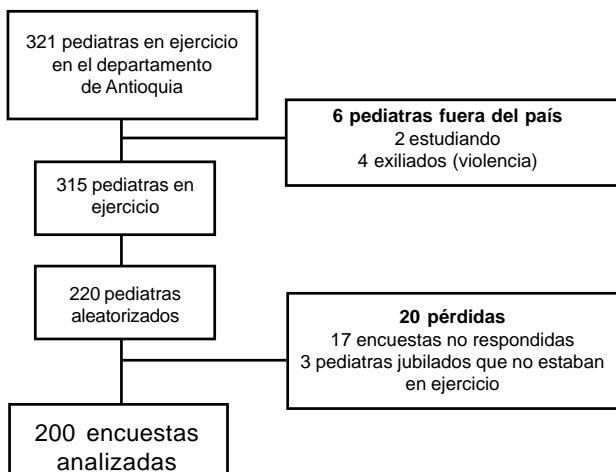 321 pediatras en ejercicio
en el departamento
de Antioquia
6 pediatras fuera del país
2 estudiando
4 exiliados (violencia)
315 pediatras en
ejercicio
220 pediatras
aleatorizados
20 pérdidas
17 encuestas no respondidas
3 pediatras jubilados que no estaban
en ejercicio
200 encuestas
analizadas